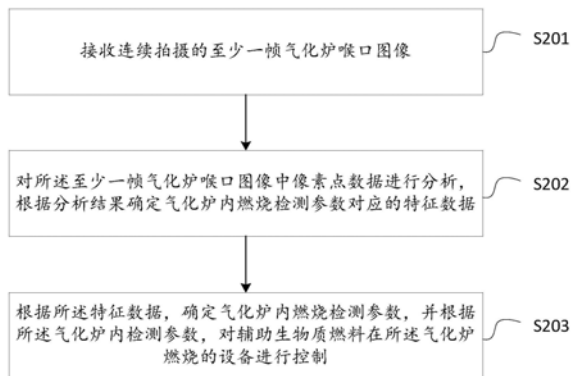 接收连续拍摄的至少一帧气化炉喉口图像
S201
对所述至少一帧气化炉喉口图像中像素点数据进行分析，
根据分析结果确定气化炉内燃烧检测参数对应的特征数据
S202
根据所述特征数据，确定气化炉内燃烧检测参数，并根据
所述气化炉内检测参数，对辅助生物质燃料在所述气化炉
燃烧的设备进行控制
S203